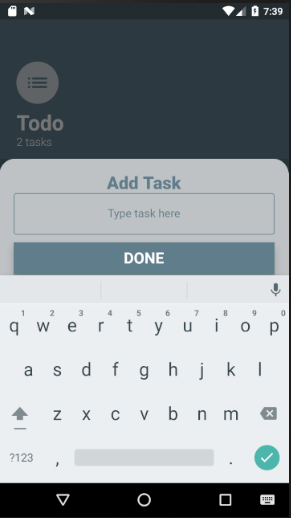 7:39
Todo
2 tasks
Add Task
Type task here
DONE
1 2 3 4 5 6 7 8 9 0
q w e r t y u i o p
a s d f g h j k l
z x c v b n m
?123 , .